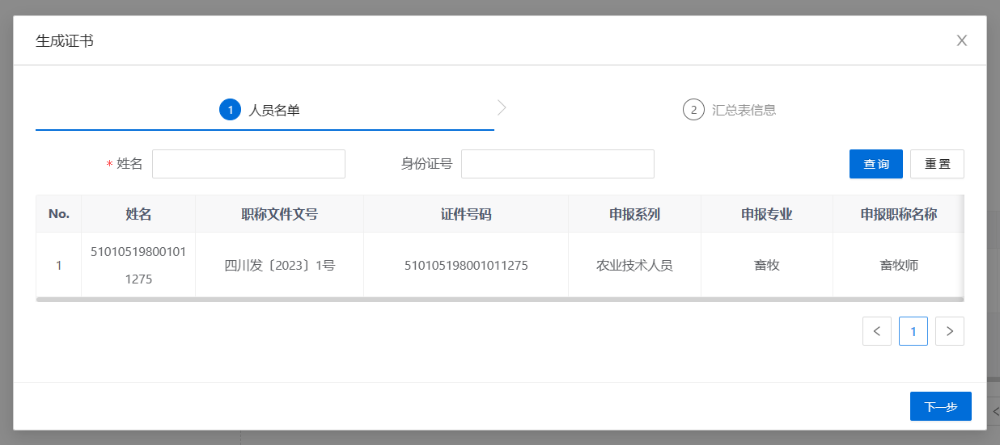 生成证书
1 人员名单
2 汇总表信息
* 姓名
身份证号
查询
重置
No. 姓名 职称文件文号 证件号码 申报系列 申报专业 申报职称名称
1 51010519800101 四川发〔2023〕1号 510105198001011275 农业技术人员 畜牧 畜牧师
1275
1
下一步